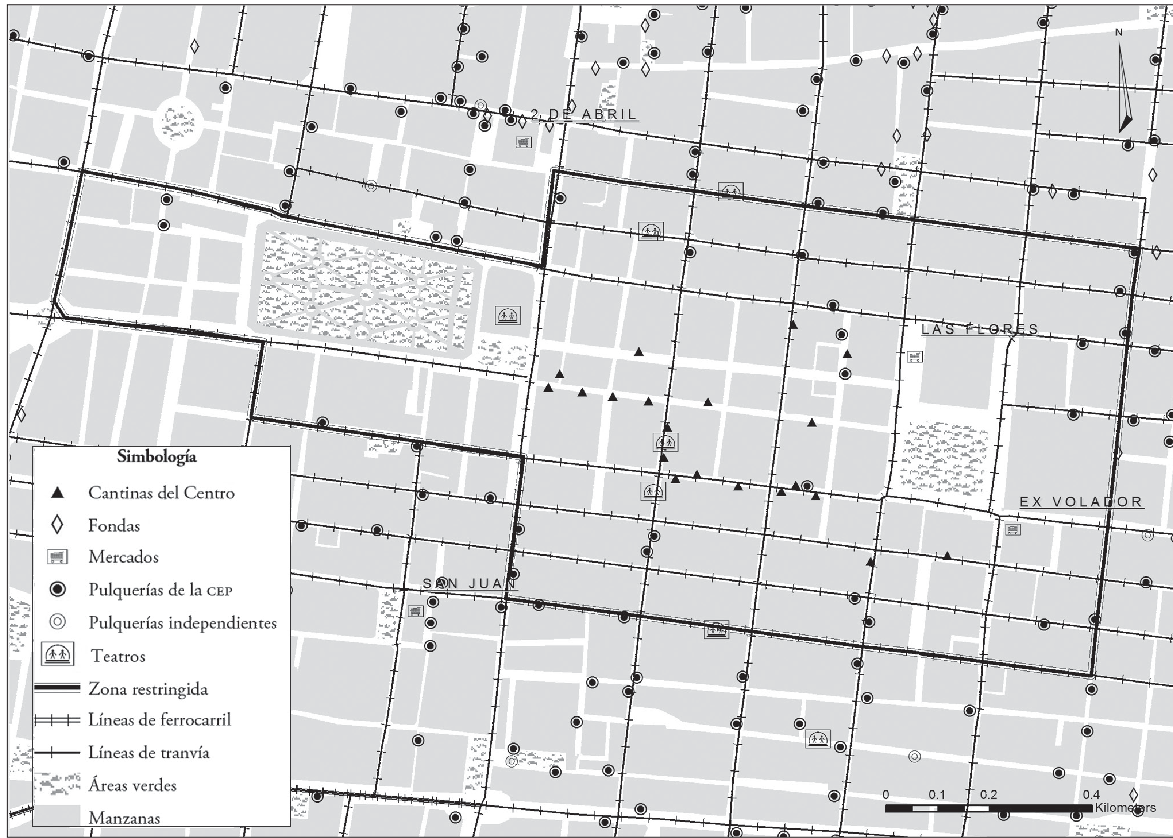 N
2 DE ABRIL
LAS FLORES
EX VOLADOR
SAN JUAN
Simbología
Cantinas del Centro
Fondas
Mercados
Pulquerías de la CEP
Pulquerías independientes
Teatros
Zona restringida
Líneas de ferrocarril
Líneas de tranvía
Áreas verdes
Manzanas
0 0.1 0.2 0.4
Kilometers